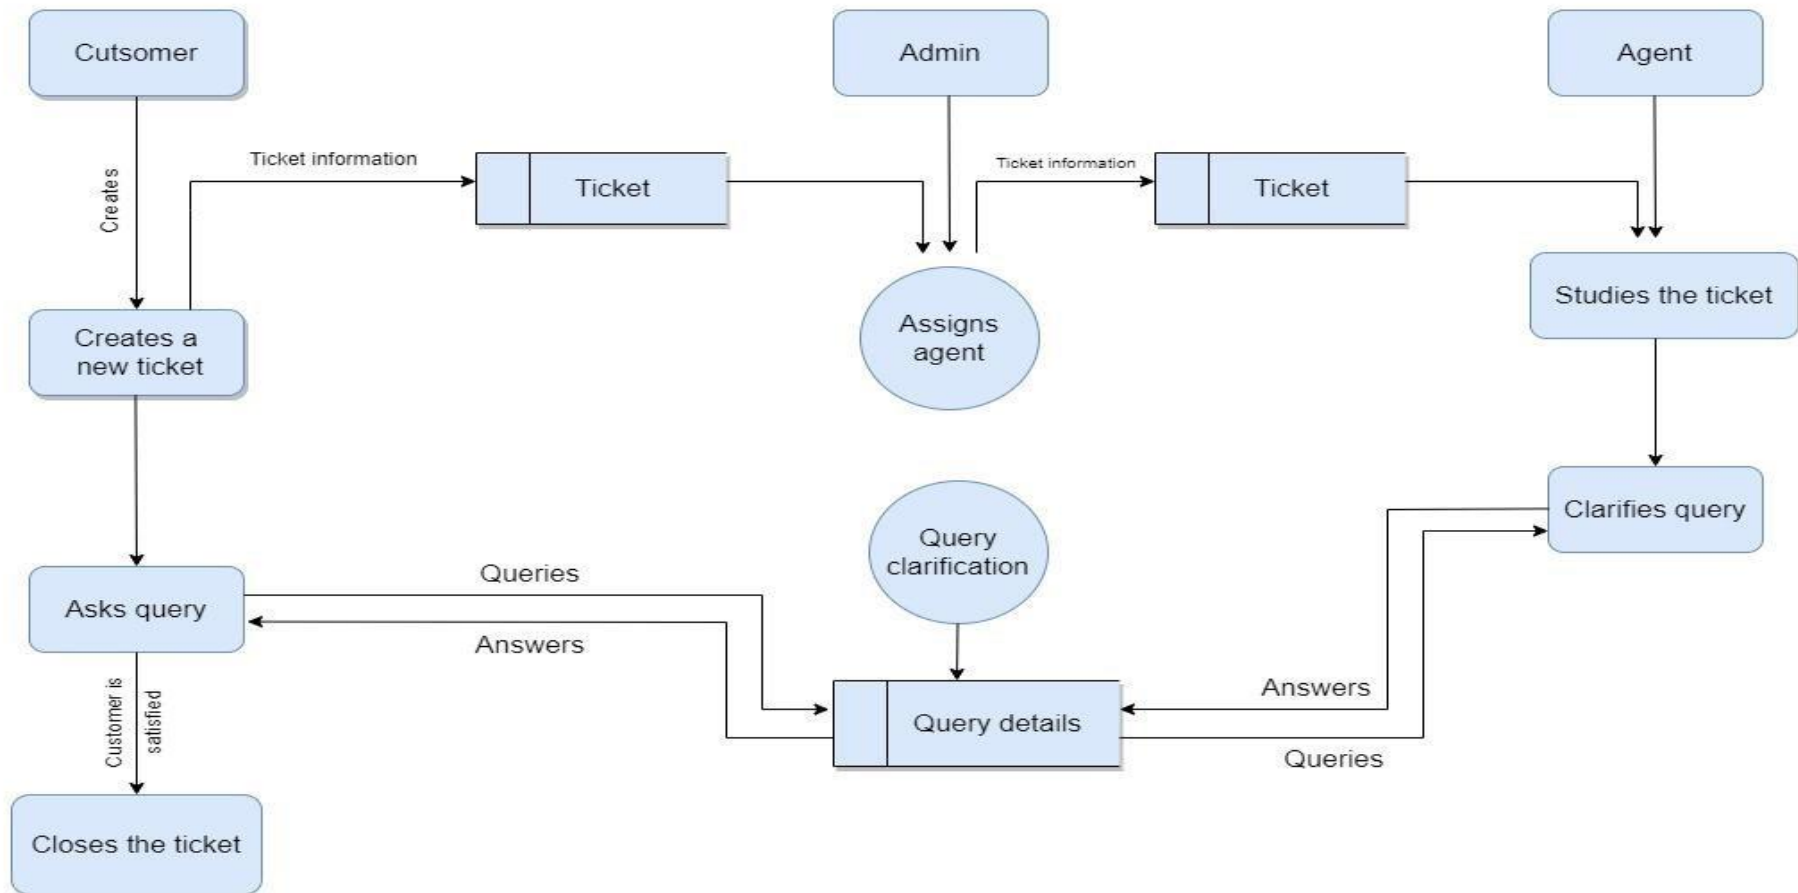 Cutsomer
Admin
Agent
Creates
Ticket information
Ticket
Ticket information
Ticket
Creates a
new ticket
Assigns
agent
Studies the ticket
Query
clarification
Clarifies query
Asks query
Queries
Answers
Customer is
satisfied
Query details
Answers
Queries
Closes the ticket